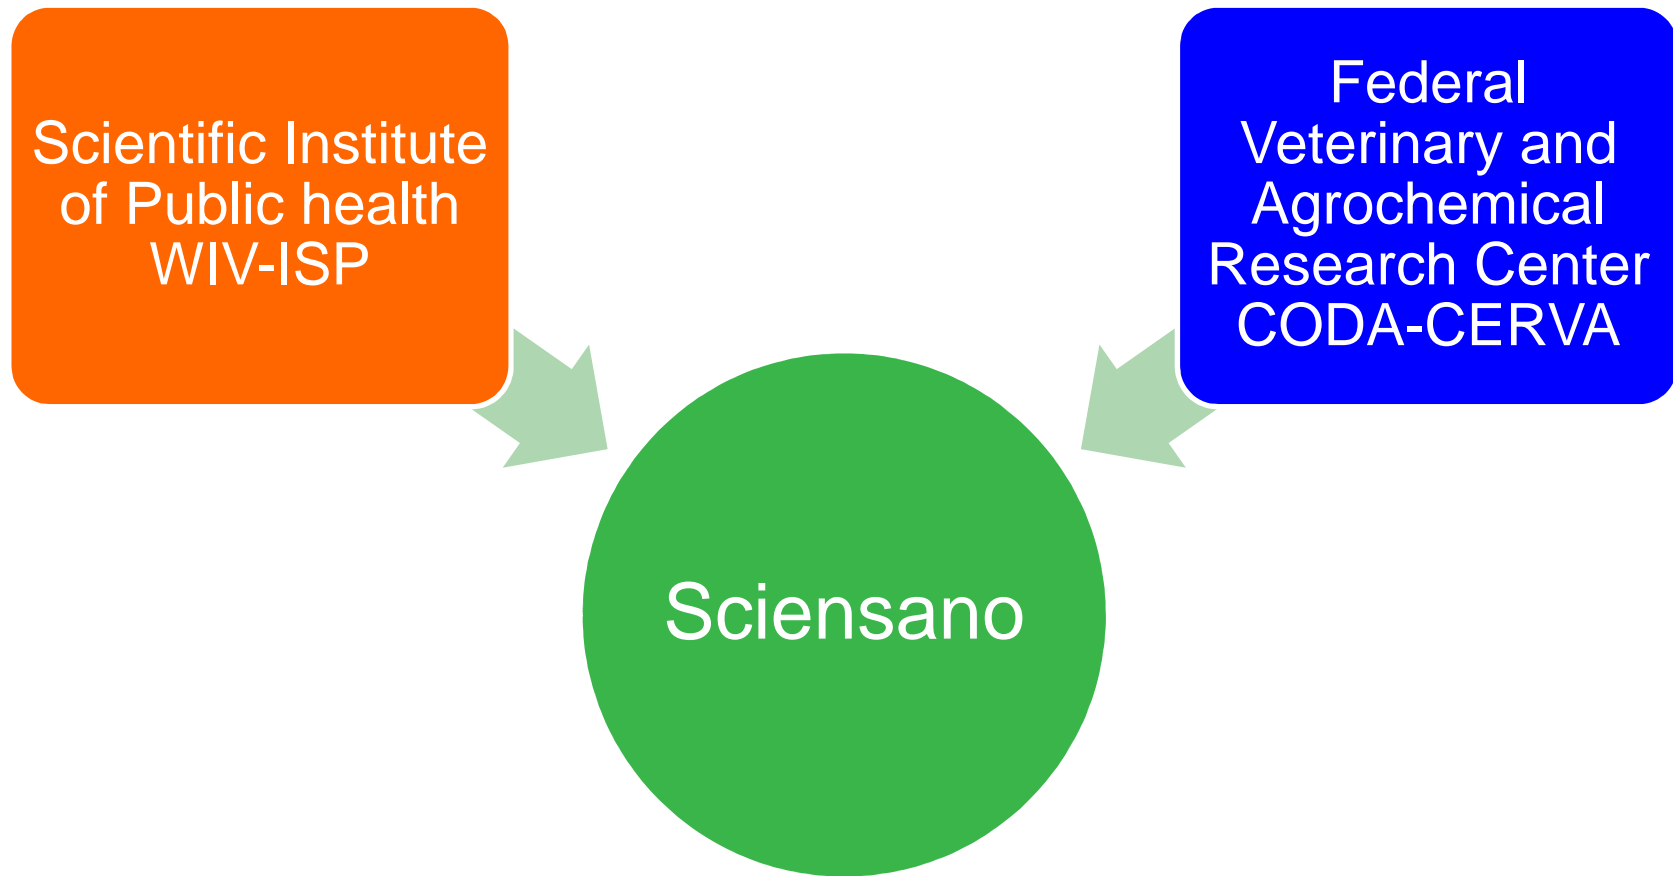 Scientific Institute
of Public health
WIV-ISP
Federal
Veterinary and
Agrochemical
Research Center
CODA-CERVA
Sciensano